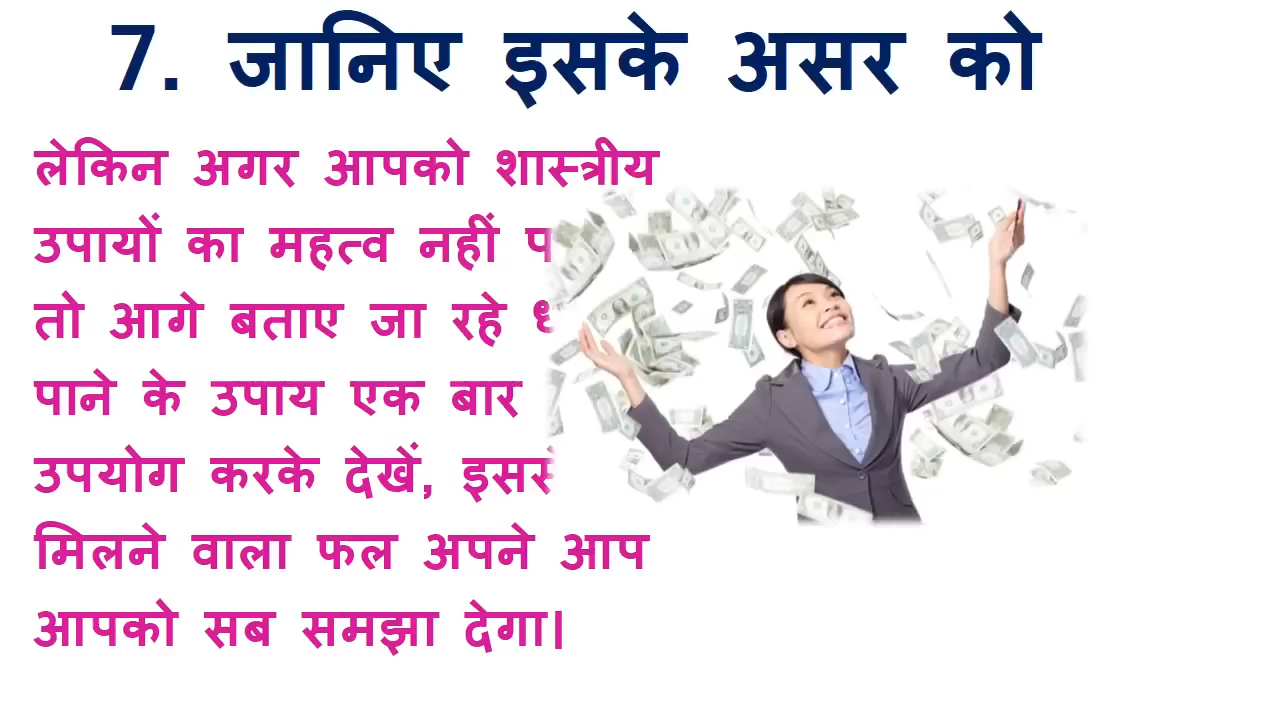 7. जानिए इसके असर को
लेकिन अगर आपको शास्त्रीय
उपायों का महत्व नहीं
तो आगे बताए जा रहे
पाने के उपाय एक बार
उपयोग करके देखें, इससे
मिलने वाला फल अपने आप
आपको सब समझा देगा।